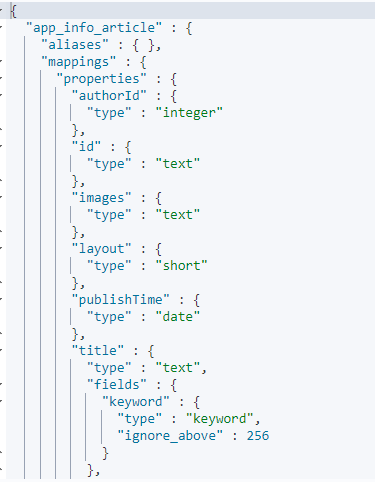 {
"app_info_article" : {
"aliases" : { },
"mappings" : {
"properties" : {
"authorId" : {
"type" : "integer"
},
"id" : {
"type" : "text"
},
"images" : {
"type" : "text"
},
"layout" : {
"type" : "short"
},
"publishTime" : {
"type" : "date"
},
"title" : {
"type" : "text",
"fields" : {
"keyword" : {
"type" : "keyword",
"ignore_above" : 256
}
},